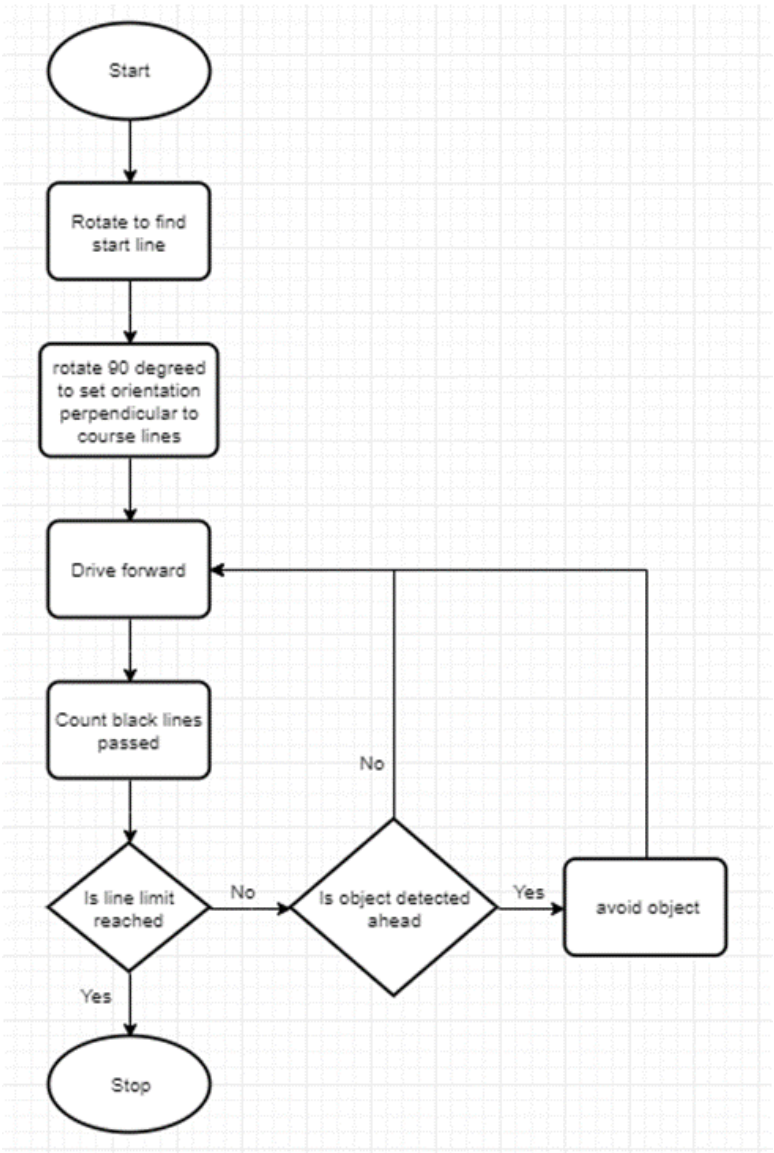 Start
Rotate to find
start line
rotate 90 degreed
to set orientation
perpendicular to
course lines
Drive forward
Count black lines
passed
No
Is line limit
reached
No
Is object detected
ahead
Yes
avoid object
Yes
Stop